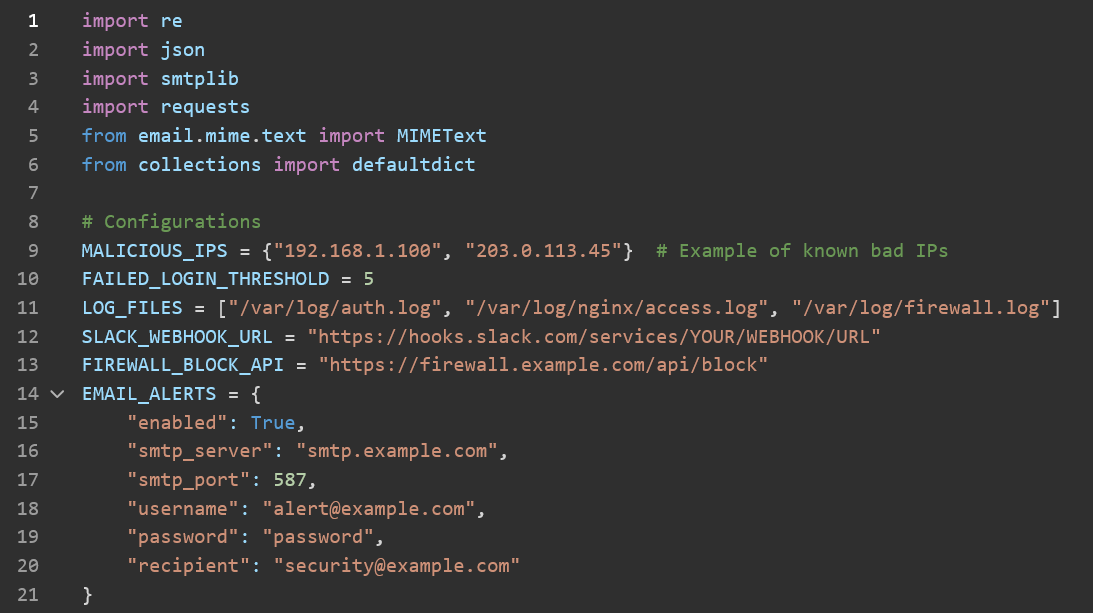 1 import re
2 import json
3 import smtplib
4 import requests
5 from email.mime.text import MIMEText
6 from collections import defaultdict
7
8 # Configurations
9 MALICIOUS_IPS = {"192.168.1.100", "203.0.113.45"}  # Example of known bad IPs
10 FAILED_LOGIN_THRESHOLD = 5
11 LOG_FILES = ["/var/log/auth.log", "/var/log/nginx/access.log", "/var/log/firewall.log"]
12 SLACK_WEBHOOK_URL = "https://hooks.slack.com/services/YOUR/WEBHOOK/URL"
13 FIREWALL_BLOCK_API = "https://firewall.example.com/api/block"
14 EMAIL_ALERTS = {
15     "enabled": True,
16     "smtp_server": "smtp.example.com",
17     "smtp_port": 587,
18     "username": "alert@example.com",
19     "password": "password",
20     "recipient": "security@example.com"
21 }